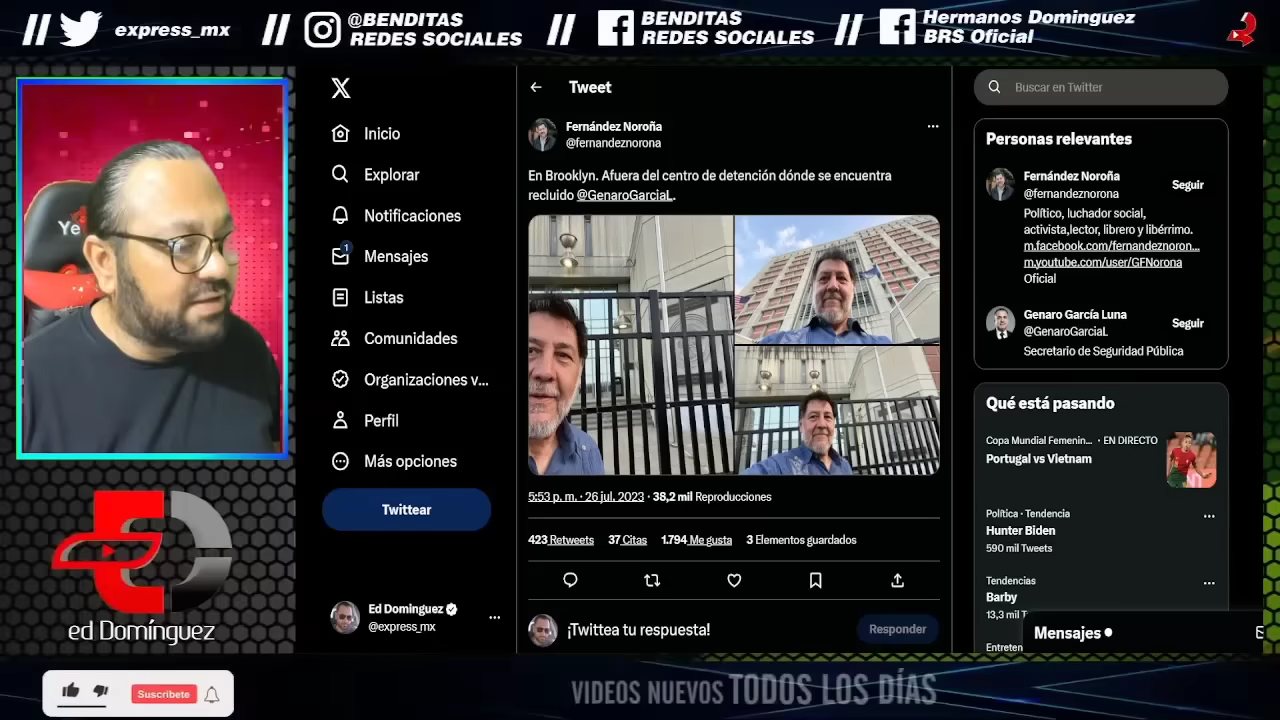 // express_mx // @BENDITAS
REDES SOCIALES // BENDITAS
REDES SOCIALES // Hermanos Dominguez
BRS Oficial
Ye
ed Domínguez
Suscríbete
X
Inicio
Explorar
Notificaciones
1
Mensajes
Listas
Comunidades
Organizaciones v...
Perfil
Más opciones
Twittear
Ed Dominguez
@express_mx
Tweet
Fernández Noroña
@fernandeznorona
En Brooklyn. Afuera del centro de detención dónde se encuentra
recluido @GenaroGarciaL.
5:53 p. m. · 26 jul. 2023 · 38,2 mil Reproducciones
423 Retweets 37 Citas 1.794 Me gusta 3 Elementos guardados
¡Twittea tu respuesta!
Responder
Buscar en Twitter
Personas relevantes
Fernández Noroña
@fernandeznorona
Seguir
Político, luchador social,
activista,lector, librero y libérrimo.
m.facebook.com/fernandeznoron...
m.youtube.com/user/GFNorona
Oficial
Genaro García Luna
@GenaroGarciaL
Seguir
Secretario de Seguridad Pública
Qué está pasando
Copa Mundial Femenin... · EN DIRECTO
Portugal vs Vietnam
Política · Tendencia
Hunter Biden
590 mil Tweets
Tendencias
Barby
13,3 mil T
Entreten
Mensajes
VIDEOS NUEVOS TODOS LOS DÍAS